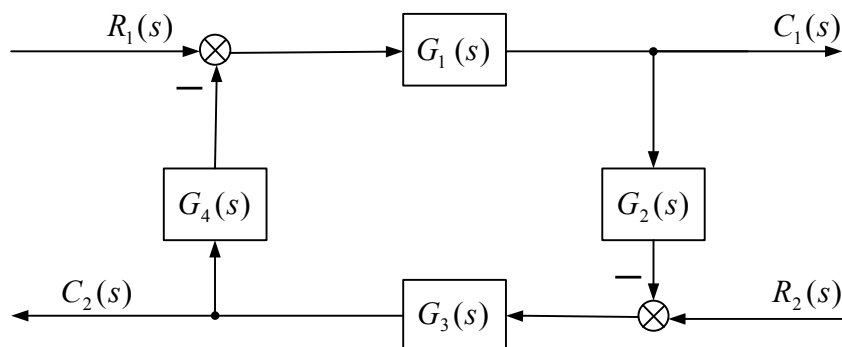 R₁(s)
G₁(s)
C₁(s)
−
G₄(s)
G₂(s)
−
C₂(s)
G₃(s)
R₂(s)